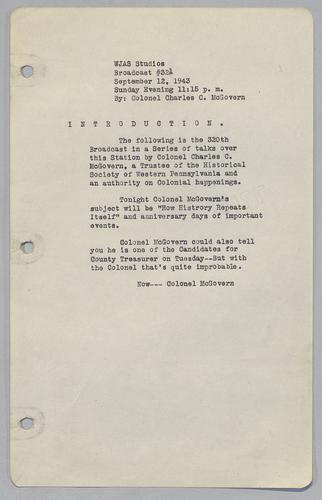 WJAS Studios
Broadcast #321
September 12, 1943
Sunday Evening 11:15 p. m.
By: Colonel Charles C. McGovern
I N T R O D U C T I O N .
The following is the 320th
Broadcast in a Series of talks over
this Station by Colonel Charles C.
McGovern, a Trustee of the Historical
Society of Western Pennsylvania and
an authority on Colonial happenings.
Tonight Colonel McGovern's
subject will be "How Histrory Repeats
Itself" and anniversary days of important
events.
Colonel McGovern could also tell
you he is one of the Candidates for
County Treasurer on Tuesday--But with
the Colonel that's quite improbable.
Now--- Colonel McGovern